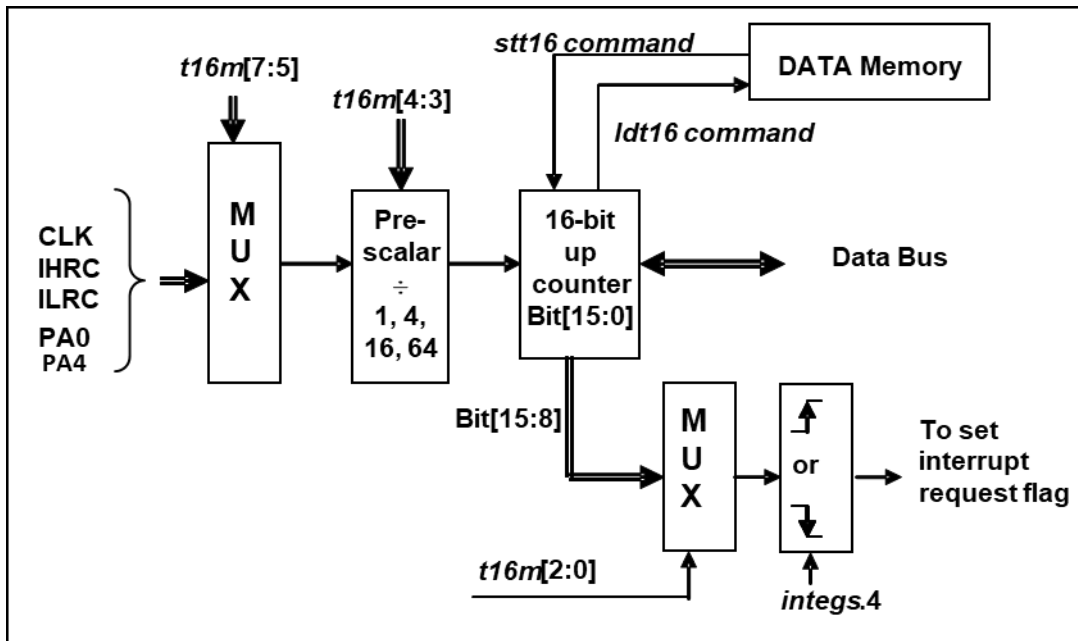 stt16 command
DATA Memory
t16m[7:5]
t16m[4:3]
ldt16 command
CLK
IHRC
ILRC
PA0
PA4
M
U
X
Pre-
scalar
÷
1, 4,
16, 64
16-bit
up
counter
Bit[15:0]
Data Bus
Bit[15:8]
M
U
X
or
To set
interrupt
request flag
t16m[2:0]
integs.4